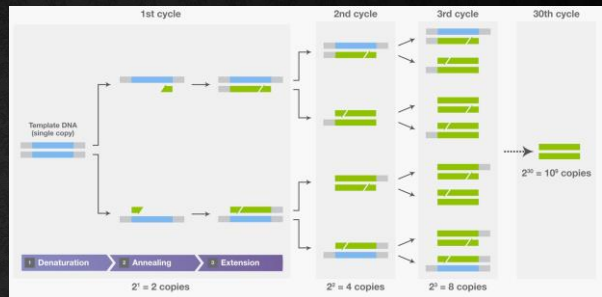 1st cycle
2nd cycle
3rd cycle
30th cycle
Template DNA
(single copy)
1 Denaturation
2 Annealing
3 Extension
2¹ = 2 copies
2² = 4 copies
2³ = 8 copies
2³⁰ = 10⁹ copies